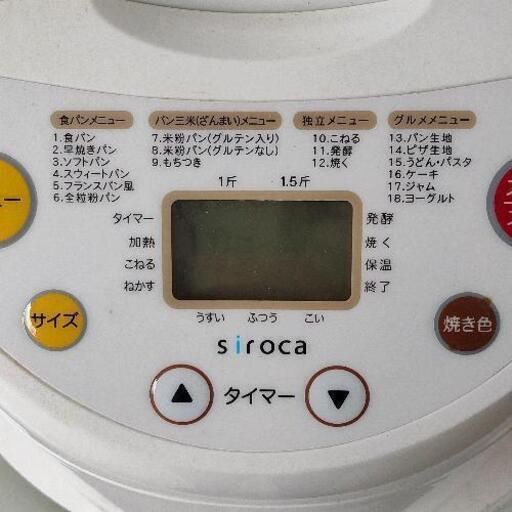 食パンメニュー
1.食パン
2.早焼きパン
3.ソフトパン
4.スウィートパン
5.フランスパン風
6.全粒粉パン
パン三米(ざんまい)メニュー
7.米粉パン(グルテン入り)
8.米粉パン(グルテンなし)
9.もちつき
独立メニュー
10.こねる
11.発酵
12.焼く
グルメメニュー
13.パン生地
14.ピザ生地
15.うどん・パスタ
16.ケーキ
17.ジャム
18.ヨーグルト
1斤 1.5斤
タイマー
加熱
こねる
ねかす
発酵
焼く
保温
終了
うすい ふつう こい
siroca
サイズ
焼き色
▲ タイマー ▼